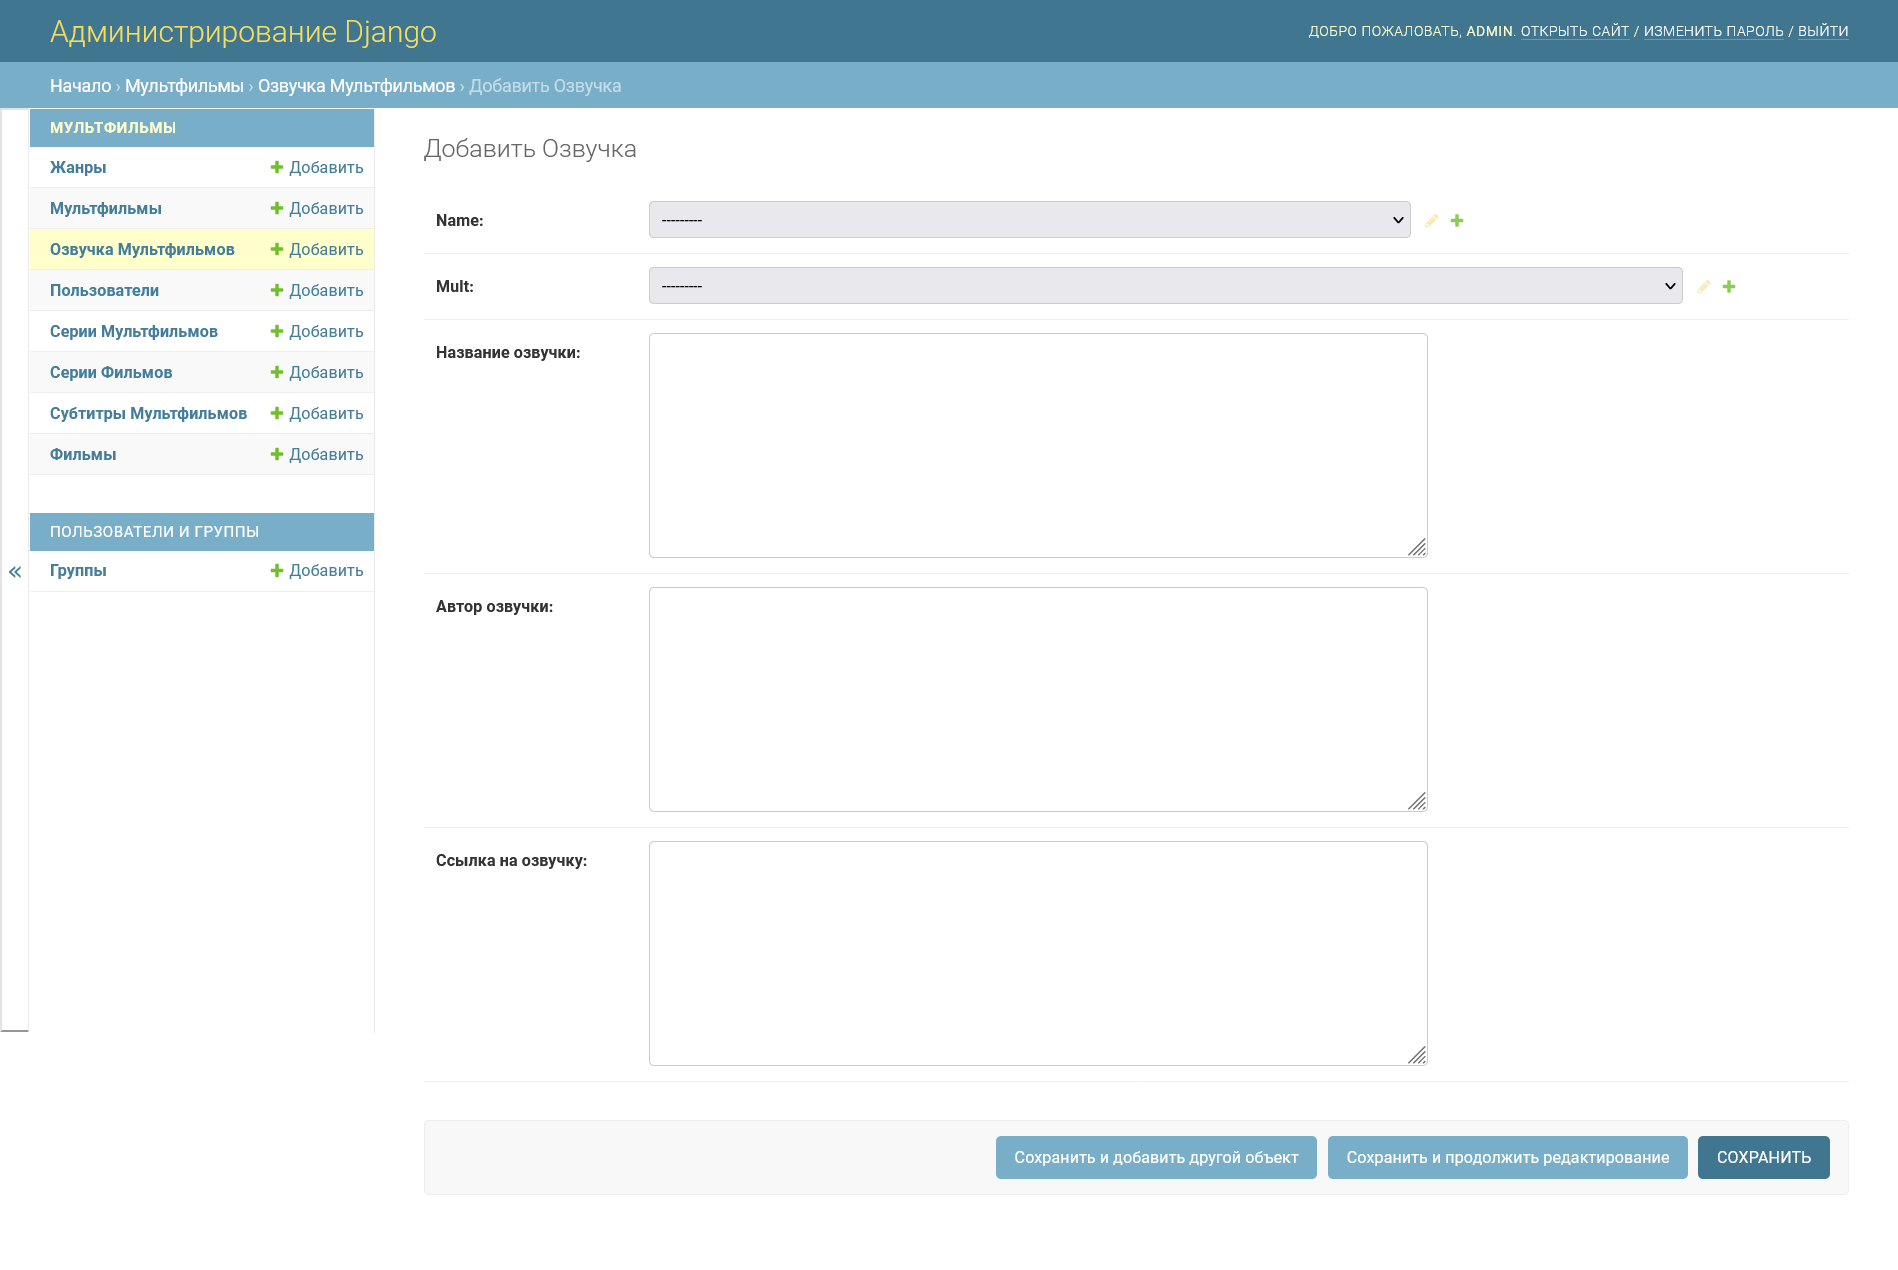 Администрирование Django
ДОБРО ПОЖАЛОВАТЬ, ADMIN. ОТКРЫТЬ САЙТ / ИЗМЕНИТЬ ПАРОЛЬ / ВЫЙТИ
Начало › Мультфильмы › Озвучка Мультфильмов › Добавить Озвучка
МУЛЬТФИЛЬМЫ
Жанры Добавить
Мультфильмы Добавить
Озвучка Мультфильмов Добавить
Пользователи Добавить
Серии Мультфильмов Добавить
Серии Фильмов Добавить
Субтитры Мультфильмов Добавить
Фильмы Добавить
ПОЛЬЗОВАТЕЛИ И ГРУППЫ
Группы Добавить
«
Добавить Озвучка
Name: ---------
Mult: ---------
Название озвучки:
Автор озвучки:
Ссылка на озвучку:
Сохранить и добавить другой объект Сохранить и продолжить редактирование СОХРАНИТЬ